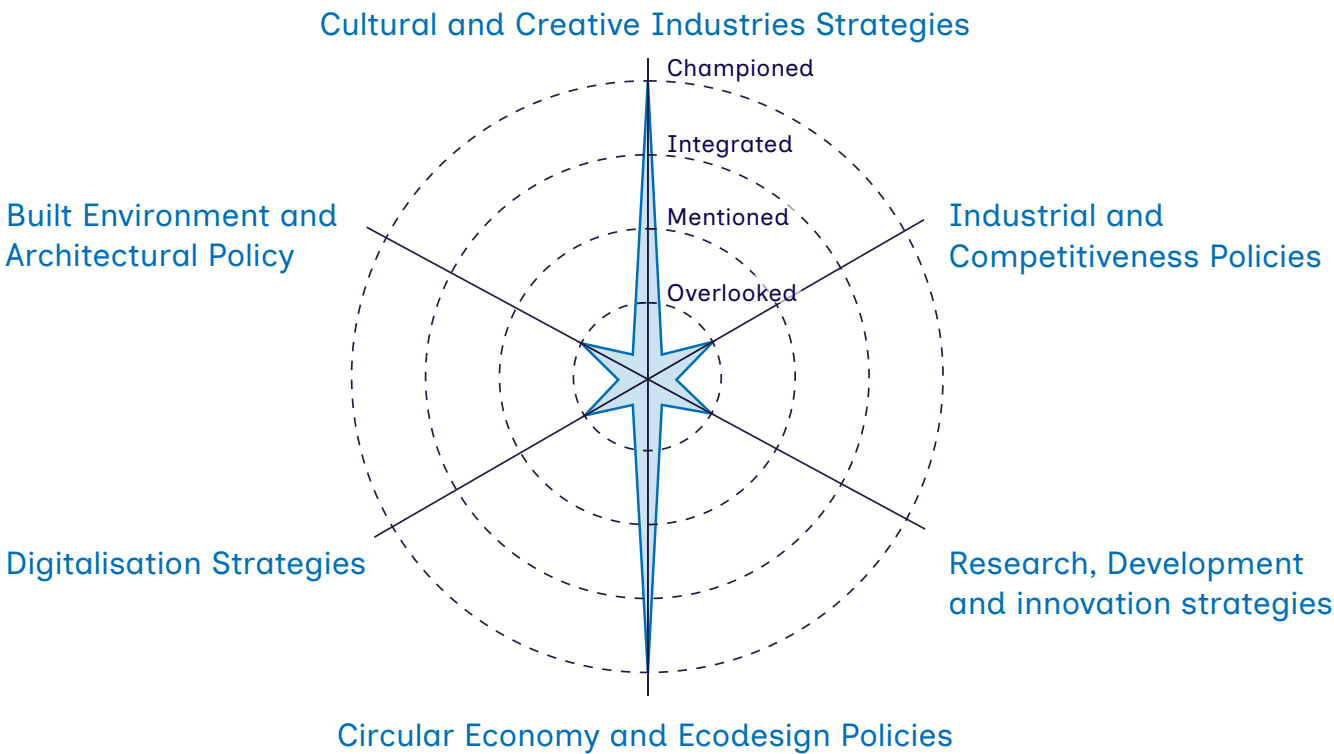 Cultural and Creative Industries Strategies
Championed
Integrated
Mentioned
Overlooked
Built Environment and
Architectural Policy
Industrial and
Competitiveness Policies
Digitalisation Strategies
Research, Development
and innovation strategies
Circular Economy and Ecodesign Policies